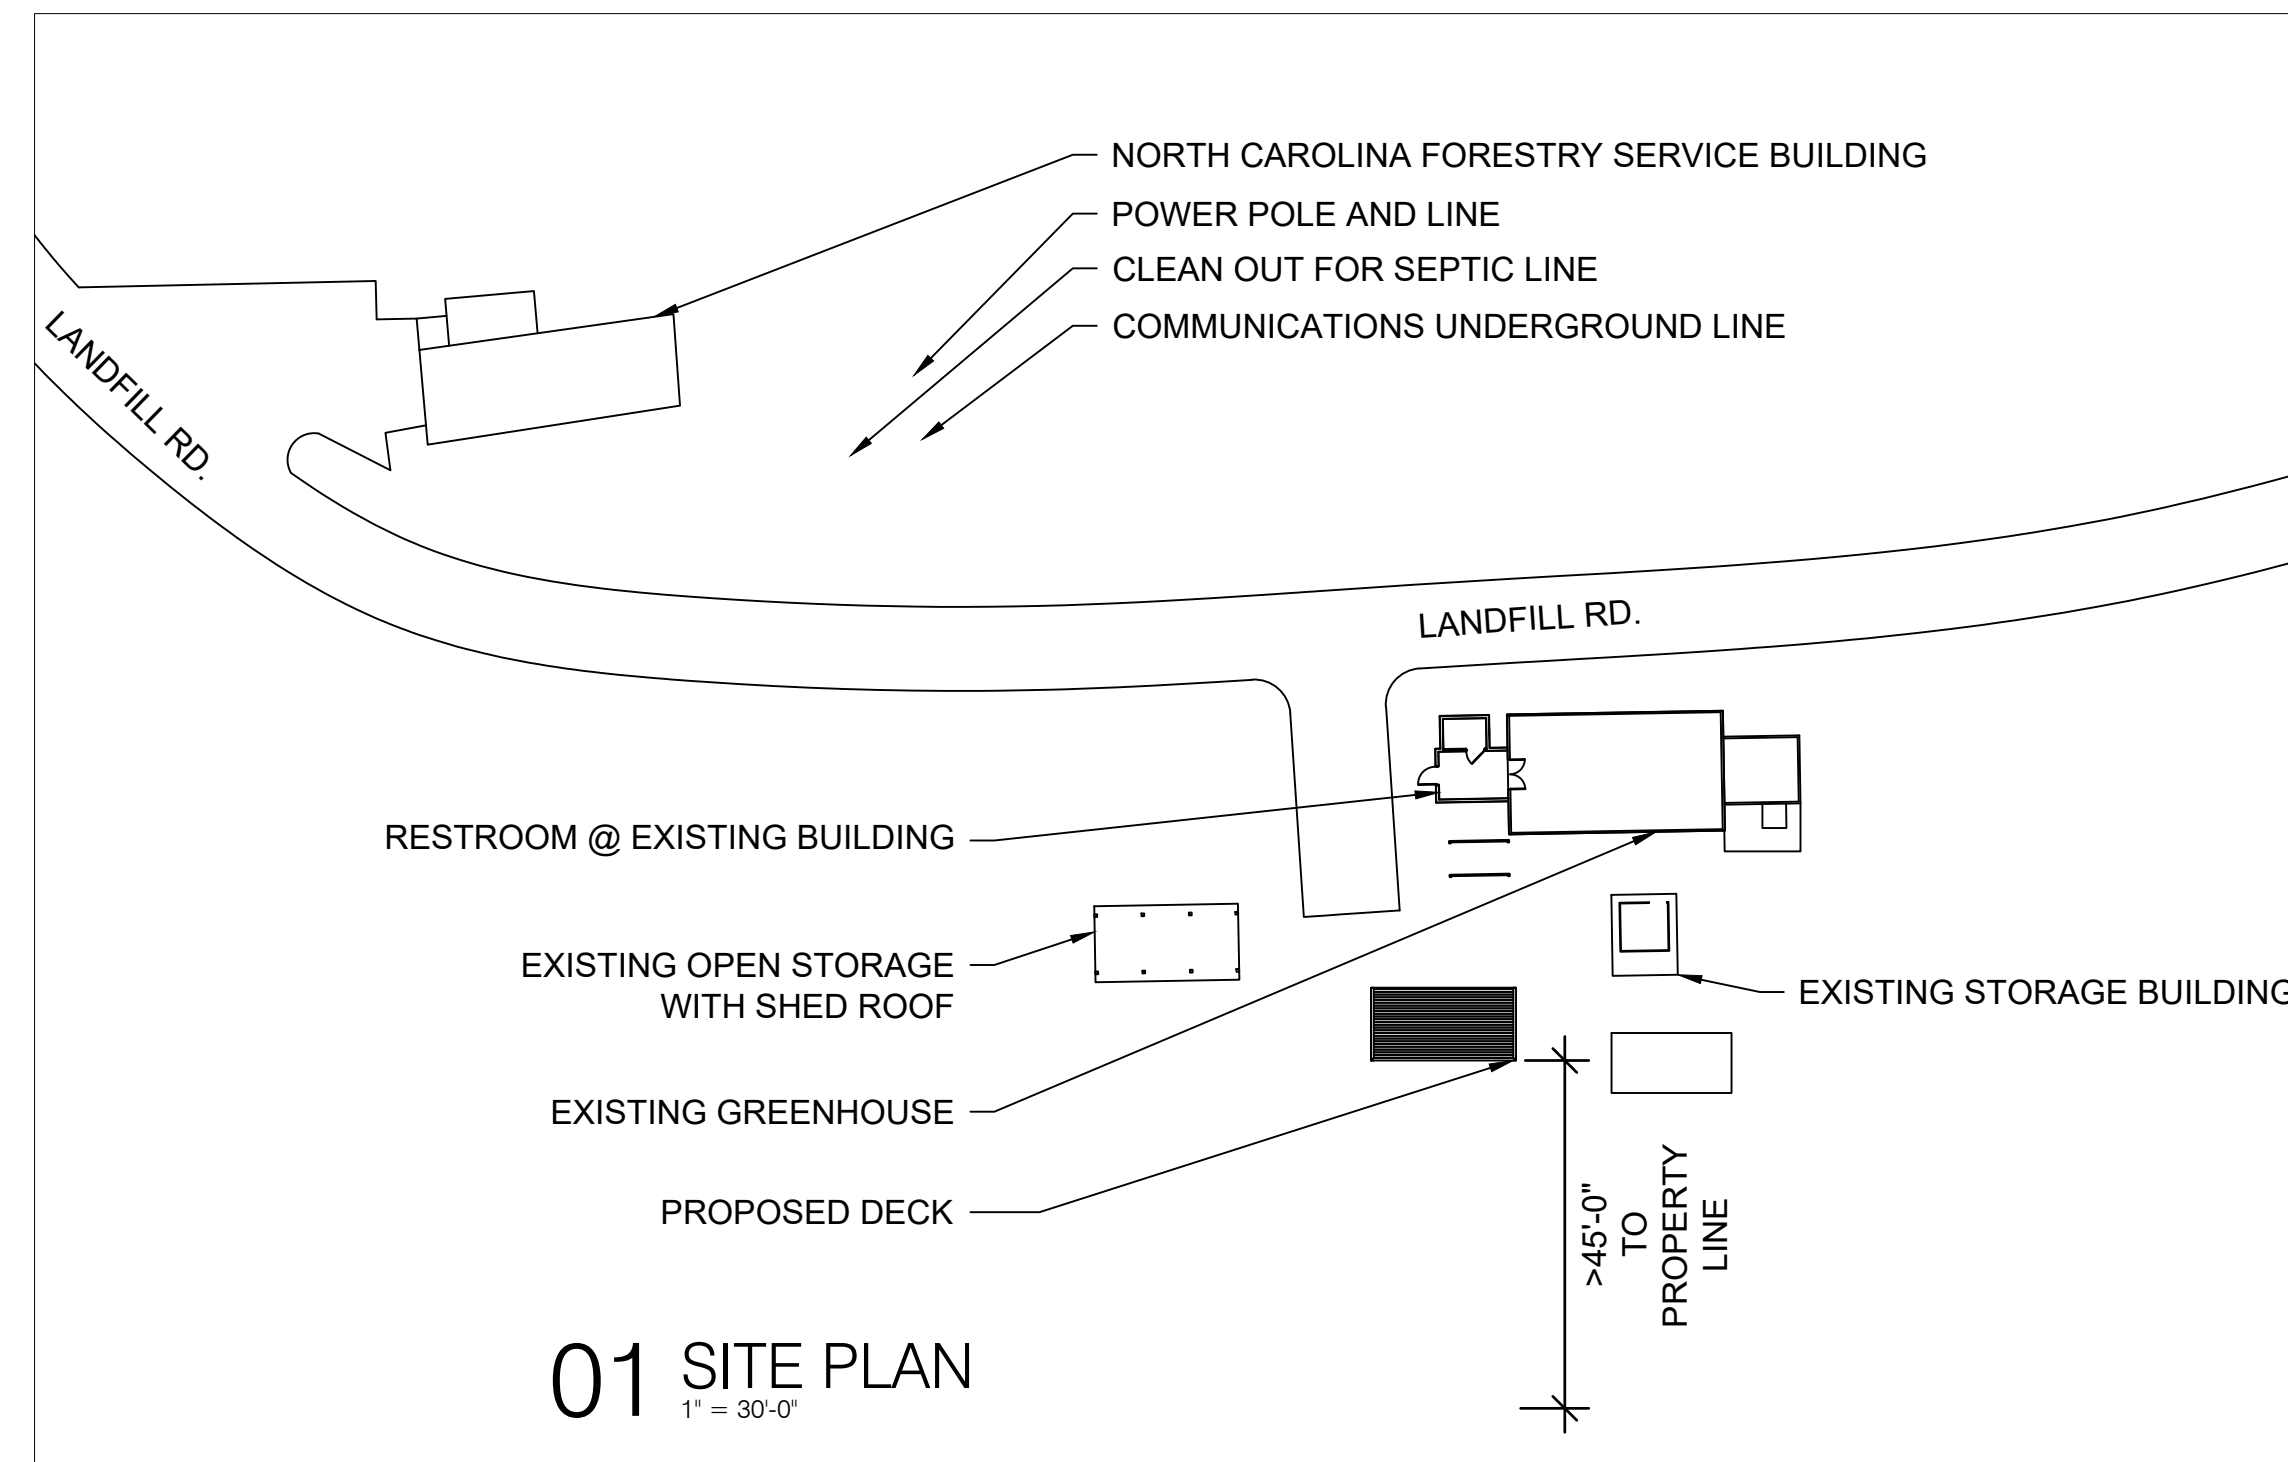 NORTH CAROLINA FORESTRY SERVICE BUILDING
POWER POLE AND LINE
CLEAN OUT FOR SEPTIC LINE
COMMUNICATIONS UNDERGROUND LINE
LANDFILL RD.
LANDFILL RD.
RESTROOM @ EXISTING BUILDING
EXISTING OPEN STORAGE
WITH SHED ROOF
EXISTING STORAGE BUILDING
EXISTING GREENHOUSE
PROPOSED DECK
>45'-0"
TO
PROPERTY
LINE
01 SITE PLAN
1" = 30'-0"